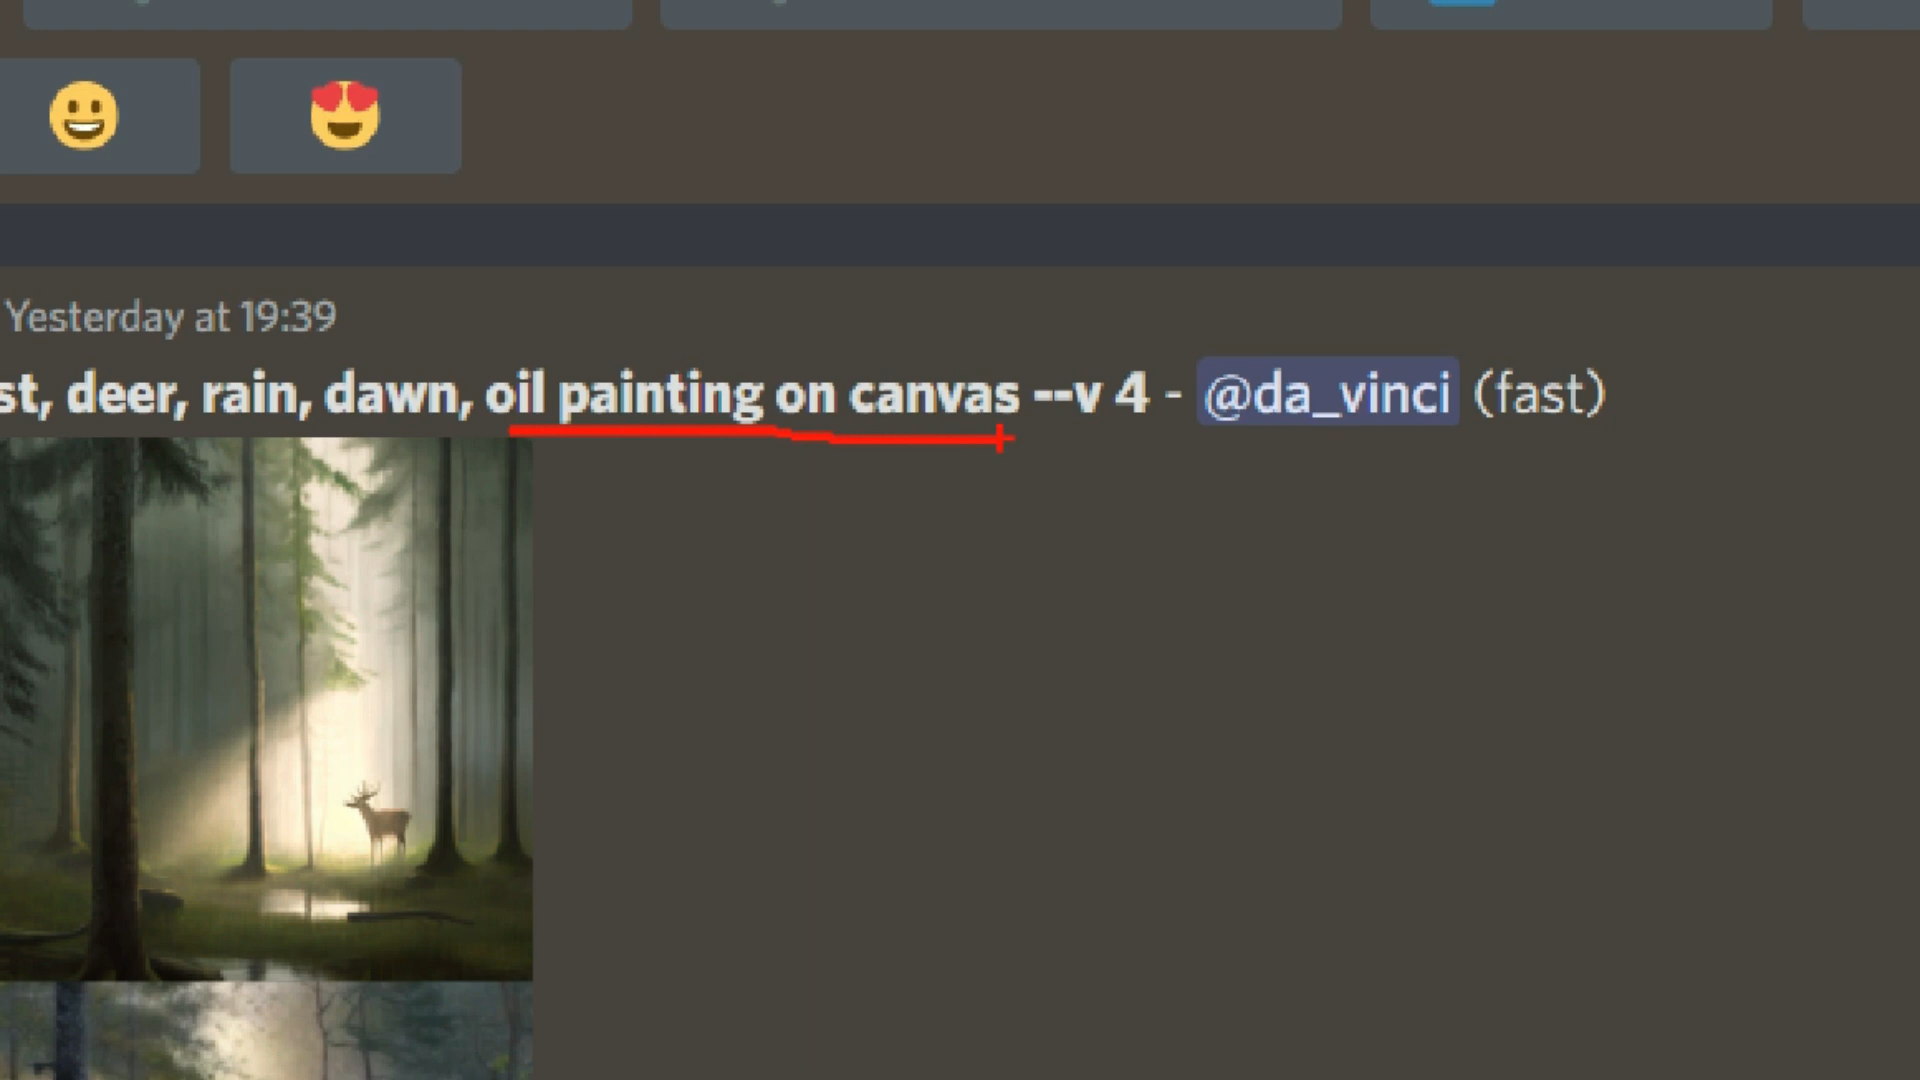 Yesterday at 19:39
st, deer, rain, dawn, oil painting on canvas --v 4 - @da_vinci (fast)